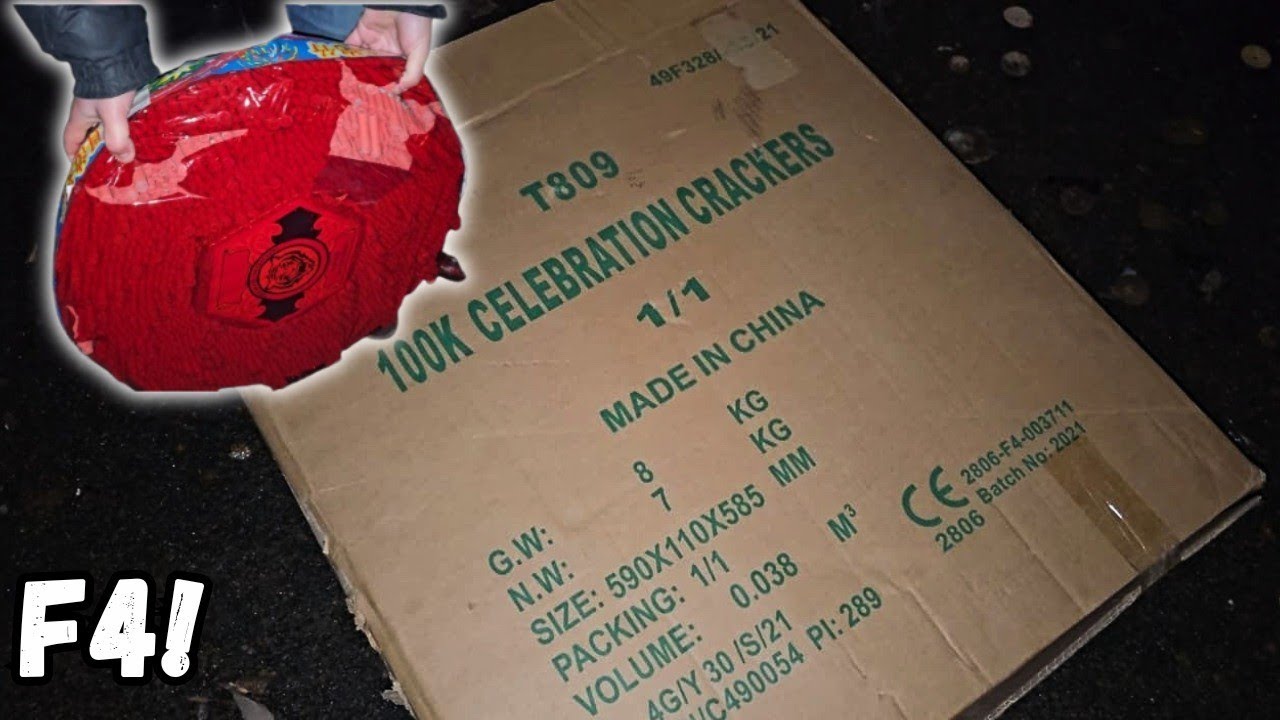 49F328/ 21
T809
100K CELEBRATION CRACKERS
1/1
MADE IN CHINA
G.W: 8 KG
N.W: 7 KG
SIZE: 590X110X585 MM
PACKING: 1/1
VOLUME: 0.038 M³
4G/Y 30 /S/21
/C490054 PI: 289
CE 2806-F4-003711
2806 Batch No: 2021
F4!